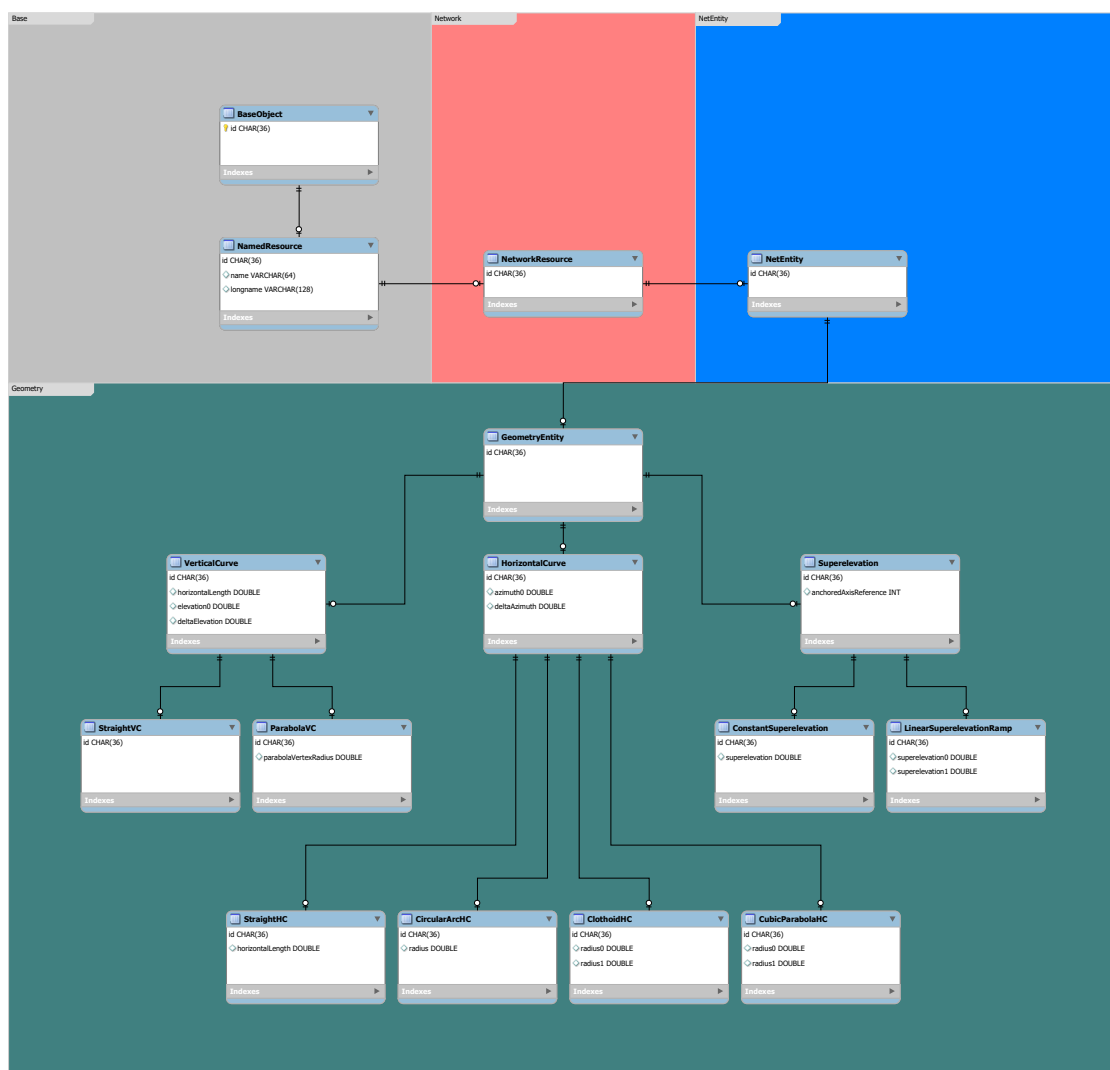 Base
Network
NetEntity
BaseObject
id CHAR(36)
Indexes
NamedResource
id CHAR(36)
name VARCHAR(64)
longname VARCHAR(128)
Indexes
NetworkResource
id CHAR(36)
Indexes
NetEntity
id CHAR(36)
Indexes
Geometry
GeometryEntity
id CHAR(36)
Indexes
VerticalCurve
id CHAR(36)
horizontalLength DOUBLE
elevation0 DOUBLE
deltaElevation DOUBLE
Indexes
HorizontalCurve
id CHAR(36)
azimuth0 DOUBLE
deltaAzimuth DOUBLE
Indexes
Superelevation
id CHAR(36)
anchoredAxisReference INT
Indexes
StraightVC
id CHAR(36)
Indexes
ParabolaVC
id CHAR(36)
parabolaVertexRadius DOUBLE
Indexes
ConstantSuperelevation
id CHAR(36)
superelevation DOUBLE
Indexes
LinearSuperelevationRamp
id CHAR(36)
superelevation0 DOUBLE
superelevation1 DOUBLE
Indexes
StraightHC
id CHAR(36)
horizontalLength DOUBLE
Indexes
CircularArcHC
id CHAR(36)
radius DOUBLE
Indexes
ClothoidHC
id CHAR(36)
radius0 DOUBLE
radius1 DOUBLE
Indexes
CubicParabolaHC
id CHAR(36)
radius0 DOUBLE
radius1 DOUBLE
Indexes